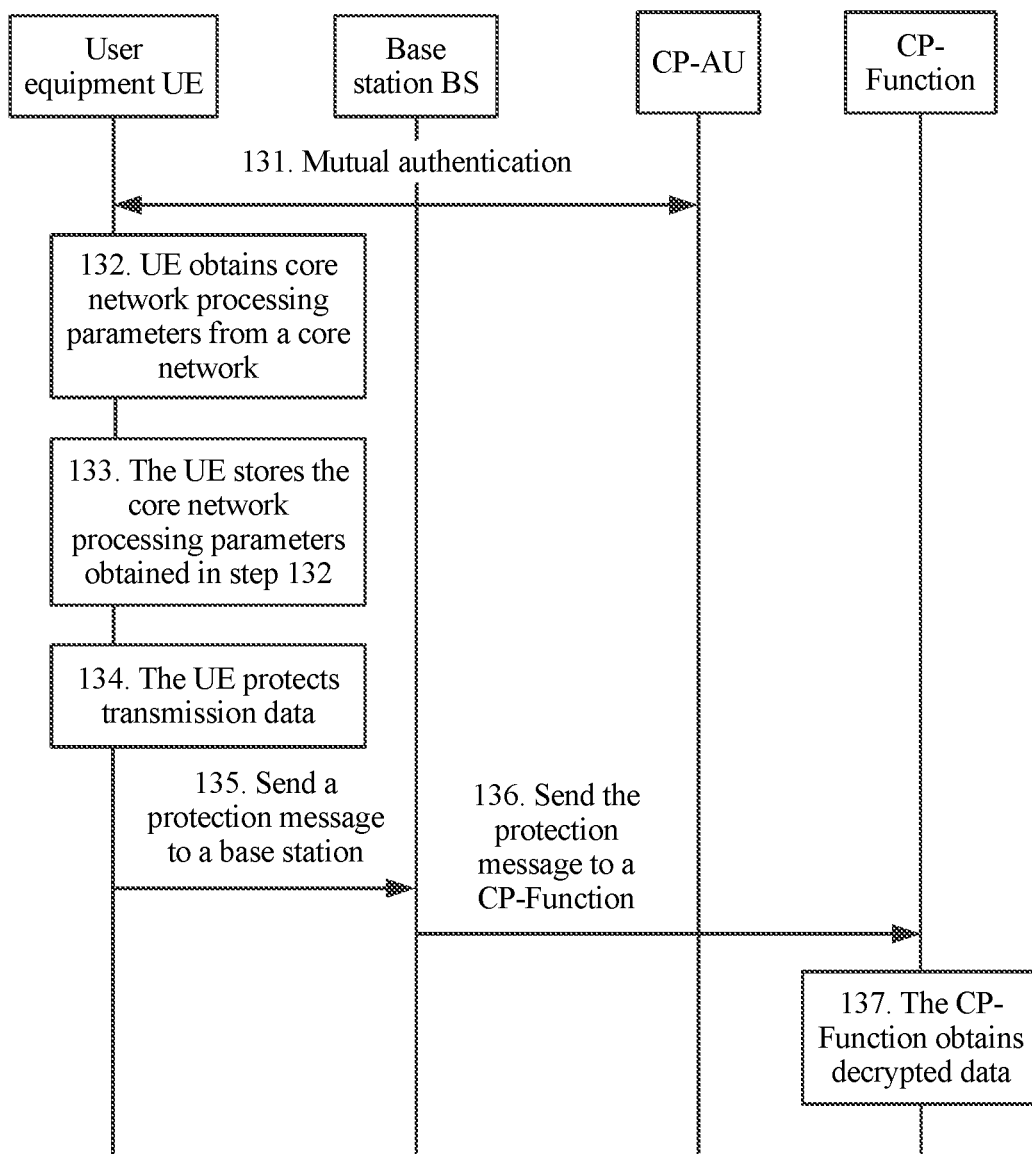 User
equipment UE
Base
station BS
CP-AU
CP-
Function
131. Mutual authentication
132. UE obtains core
network processing
parameters from a core
network
133. The UE stores the
core network
processing parameters
obtained in step 132
134. The UE protects
transmission data
135. Send a
protection message
to a base station
136. Send the
protection
message to a
CP-Function
137. The CP-
Function obtains
decrypted data